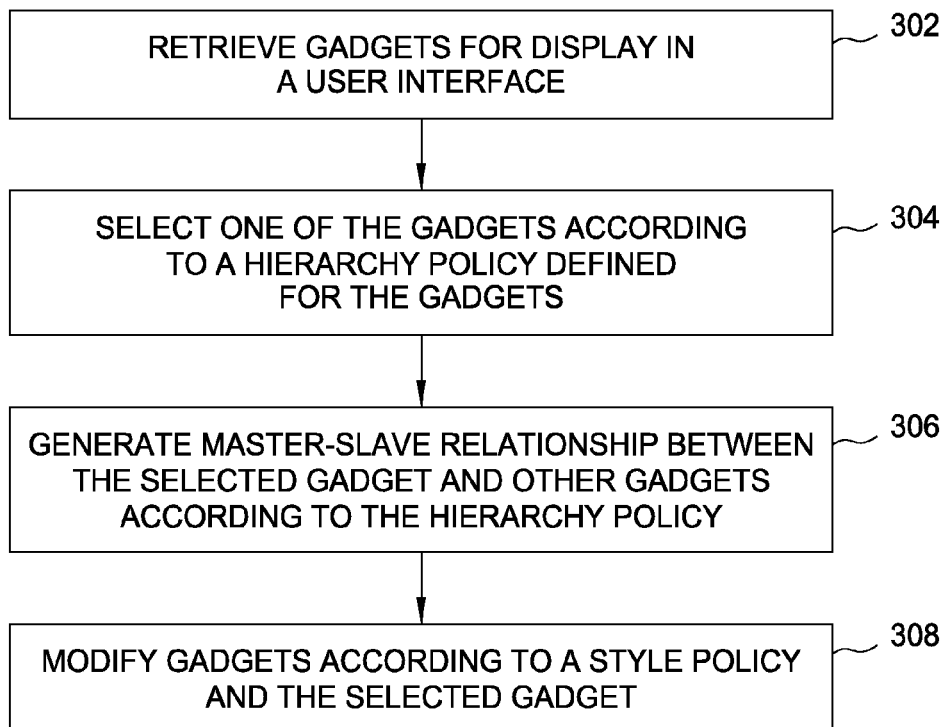 RETRIEVE GADGETS FOR DISPLAY IN
A USER INTERFACE
302
SELECT ONE OF THE GADGETS ACCORDING
TO A HIERARCHY POLICY DEFINED
FOR THE GADGETS
304
GENERATE MASTER-SLAVE RELATIONSHIP BETWEEN
THE SELECTED GADGET AND OTHER GADGETS
ACCORDING TO THE HIERARCHY POLICY
306
MODIFY GADGETS ACCORDING TO A STYLE POLICY
AND THE SELECTED GADGET
308